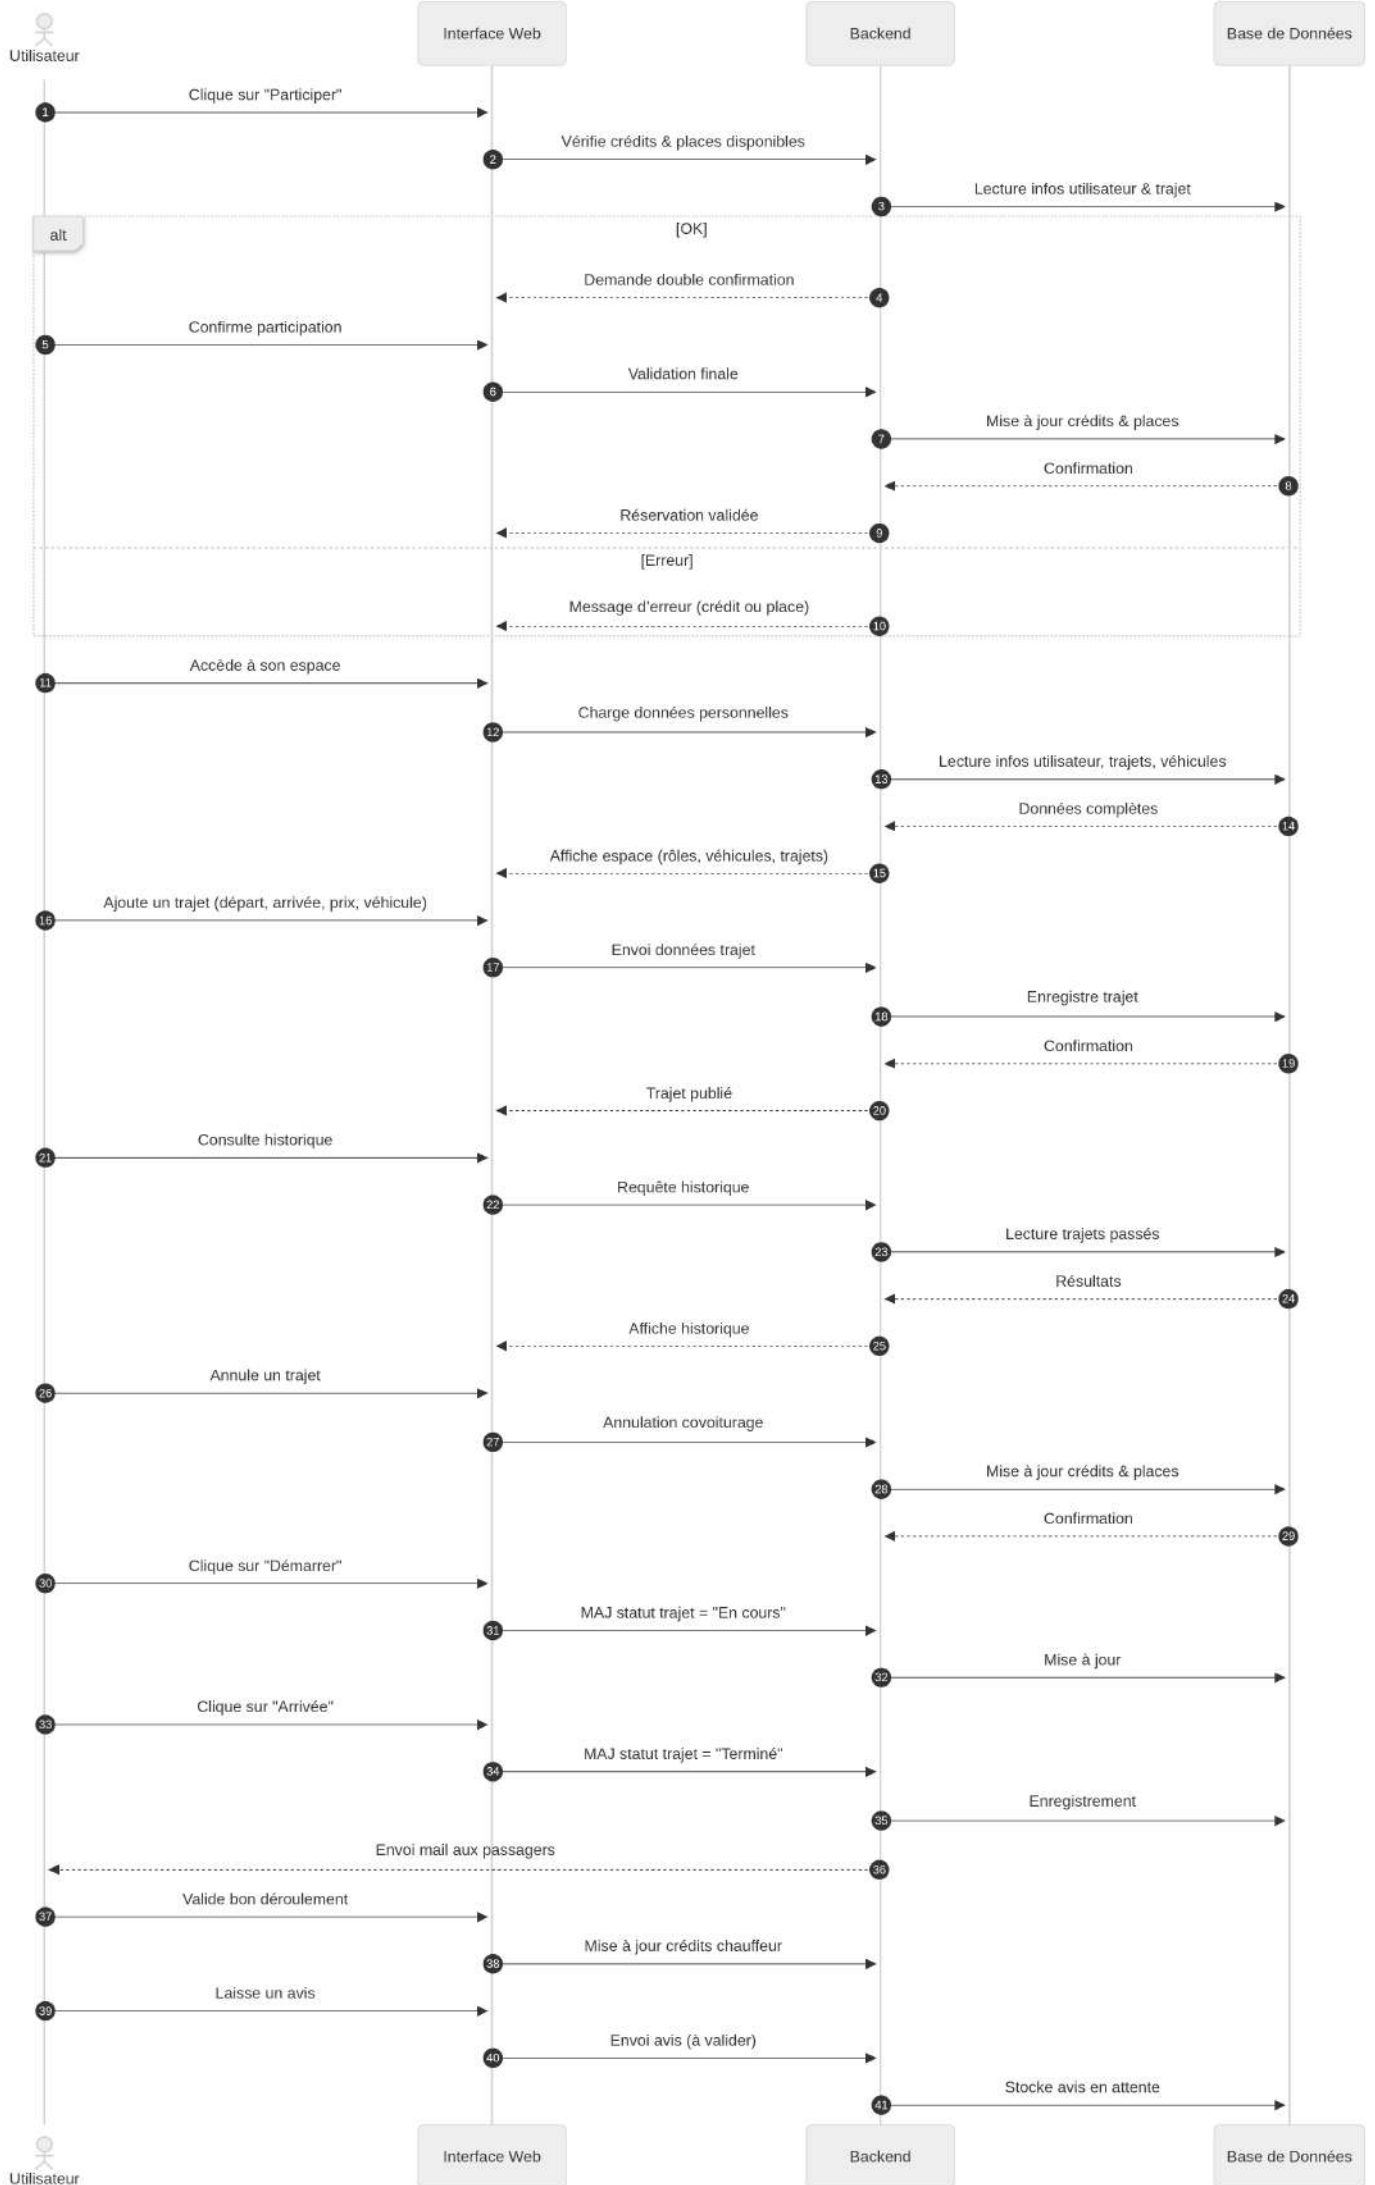 Utilisateur
Interface Web
Backend
Base de Données
Clique sur "Participer"
1
Vérifie crédits & places disponibles
2
Lecture infos utilisateur & trajet
3
alt
[OK]
Demande double confirmation
4
Confirme participation
5
Validation finale
6
Mise à jour crédits & places
7
Confirmation
8
Réservation validée
9
[Erreur]
Message d'erreur (crédit ou place)
10
Accède à son espace
11
Charge données personnelles
12
Lecture infos utilisateur, trajets, véhicules
13
Données complètes
14
Affiche espace (rôles, véhicules, trajets)
15
Ajoute un trajet (départ, arrivée, prix, véhicule)
16
Envoi données trajet
17
Enregistre trajet
18
Confirmation
19
Trajet publié
20
Consulte historique
21
Requête historique
22
Lecture trajets passés
23
Résultats
24
Affiche historique
25
Annule un trajet
26
Annulation covoiturage
27
Mise à jour crédits & places
28
Confirmation
29
Clique sur "Démarrer"
30
MAJ statut trajet = "En cours"
31
Mise à jour
32
Clique sur "Arrivée"
33
MAJ statut trajet = "Terminé"
34
Enregistrement
35
Envoi mail aux passagers
36
Valide bon déroulement
37
Mise à jour crédits chauffeur
38
Laisse un avis
39
Envoi avis (à valider)
40
Stocke avis en attente
41
Utilisateur
Interface Web
Backend
Base de Données